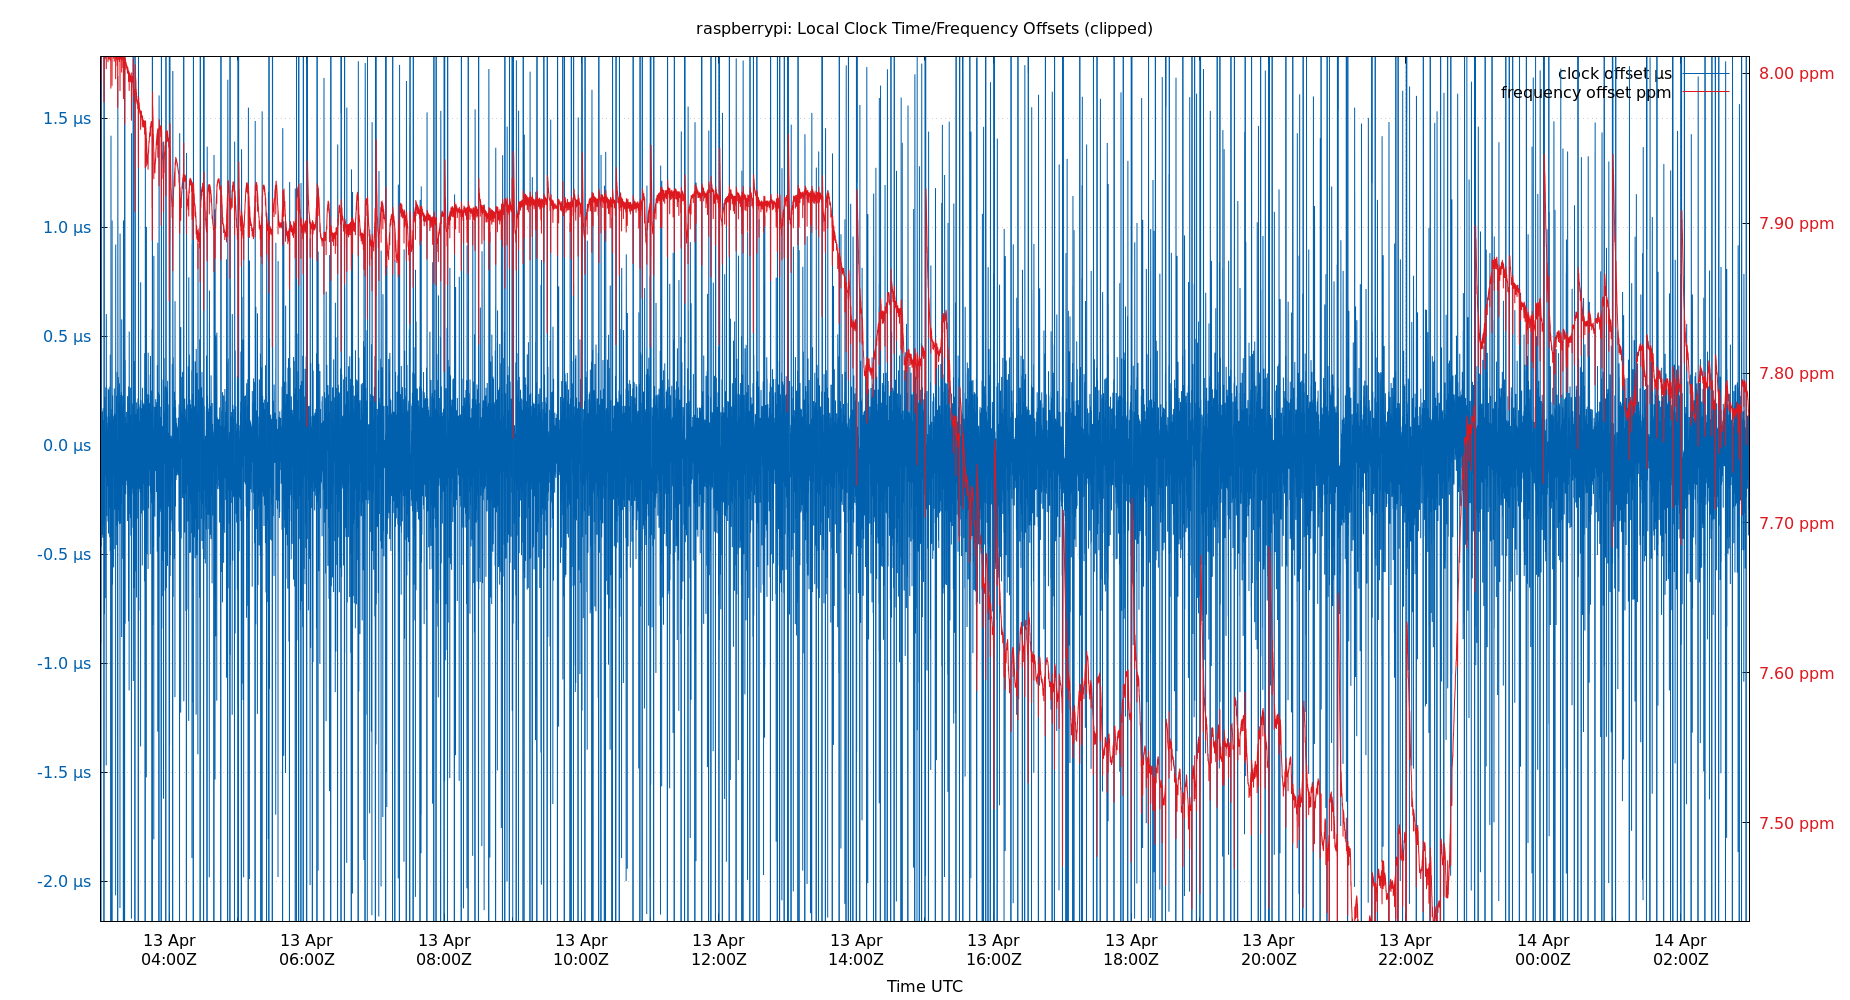 raspberrypi: Local Clock Time/Frequency Offsets (clipped)
clock offset µs
frequency offset ppm
1.5 µs
1.0 µs
0.5 µs
0.0 µs
-0.5 µs
-1.0 µs
-1.5 µs
-2.0 µs
8.00 ppm
7.90 ppm
7.80 ppm
7.70 ppm
7.60 ppm
7.50 ppm
13 Apr
04:00Z
13 Apr
06:00Z
13 Apr
08:00Z
13 Apr
10:00Z
13 Apr
12:00Z
13 Apr
14:00Z
13 Apr
16:00Z
13 Apr
18:00Z
13 Apr
20:00Z
13 Apr
22:00Z
14 Apr
00:00Z
14 Apr
02:00Z
Time UTC